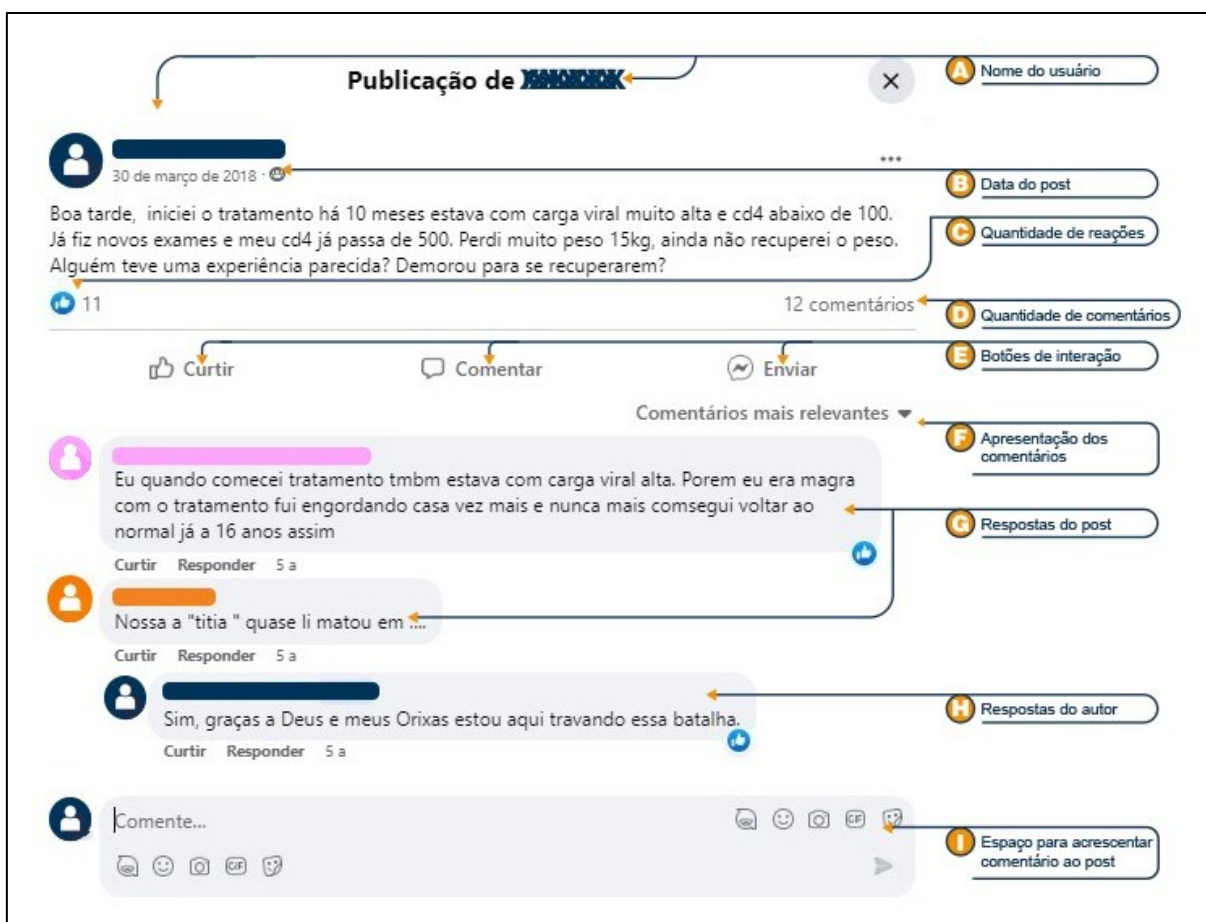 Publicação de
A Nome do usuário
30 de março de 2018 ·
B Data do post
Boa tarde, iniciei o tratamento há 10 meses estava com carga viral muito alta e cd4 abaixo de 100.
Já fiz novos exames e meu cd4 já passa de 500. Perdi muito peso 15kg, ainda não recuperei o peso.
C Quantidade de reações
Alguém teve uma experiência parecida? Demorou para se recuperarem?
11
12 comentários
D Quantidade de comentários
Curtir
Comentar
Enviar
E Botões de interação
Comentários mais relevantes
F Apresentação dos
comentários
Eu quando comecei tratamento tmbm estava com carga viral alta. Porem eu era magra
com o tratamento fui engordando casa vez mais e nunca mais comsegui voltar ao
normal já a 16 anos assim
G Respostas do post
Curtir Responder 5 a
Nossa a "titia " quase li matou em ....
Curtir Responder 5 a
Sim, graças a Deus e meus Orixas estou aqui travando essa batalha.
H Respostas do autor
Curtir Responder 5 a
Comente...
GIF
I Espaço para acrescentar
comentário ao post
GIF